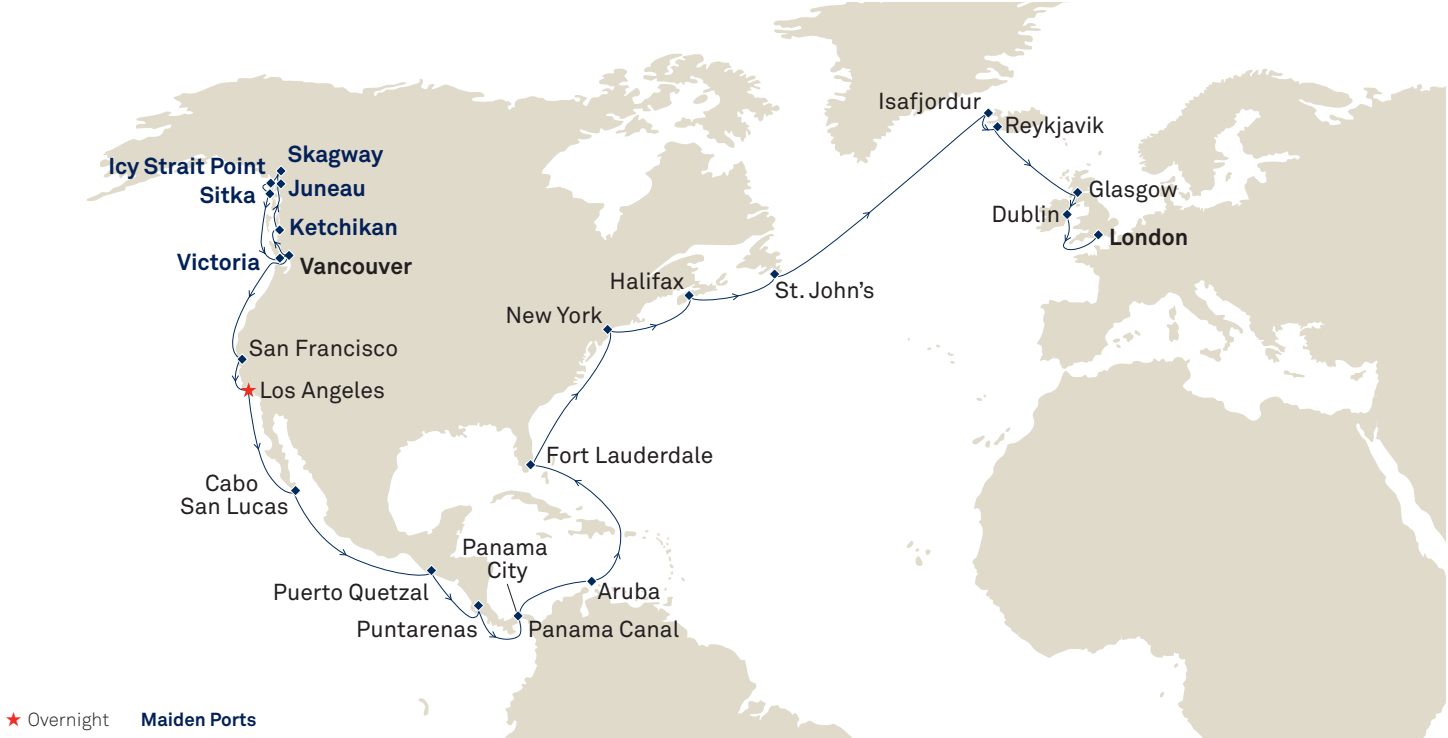 Isafjordur
Reykjavik
Skagway
Icy Strait Point
Juneau
Sitka
Glasgow
Dublin
Ketchikan
London
Victoria
Vancouver
Halifax
St. John's
New York
San Francisco
Los Angeles
Fort Lauderdale
Cabo
San Lucas
Panama
City
Puerto Quetzal
Aruba
Puntarenas
Panama Canal
Overnight
Maiden Ports